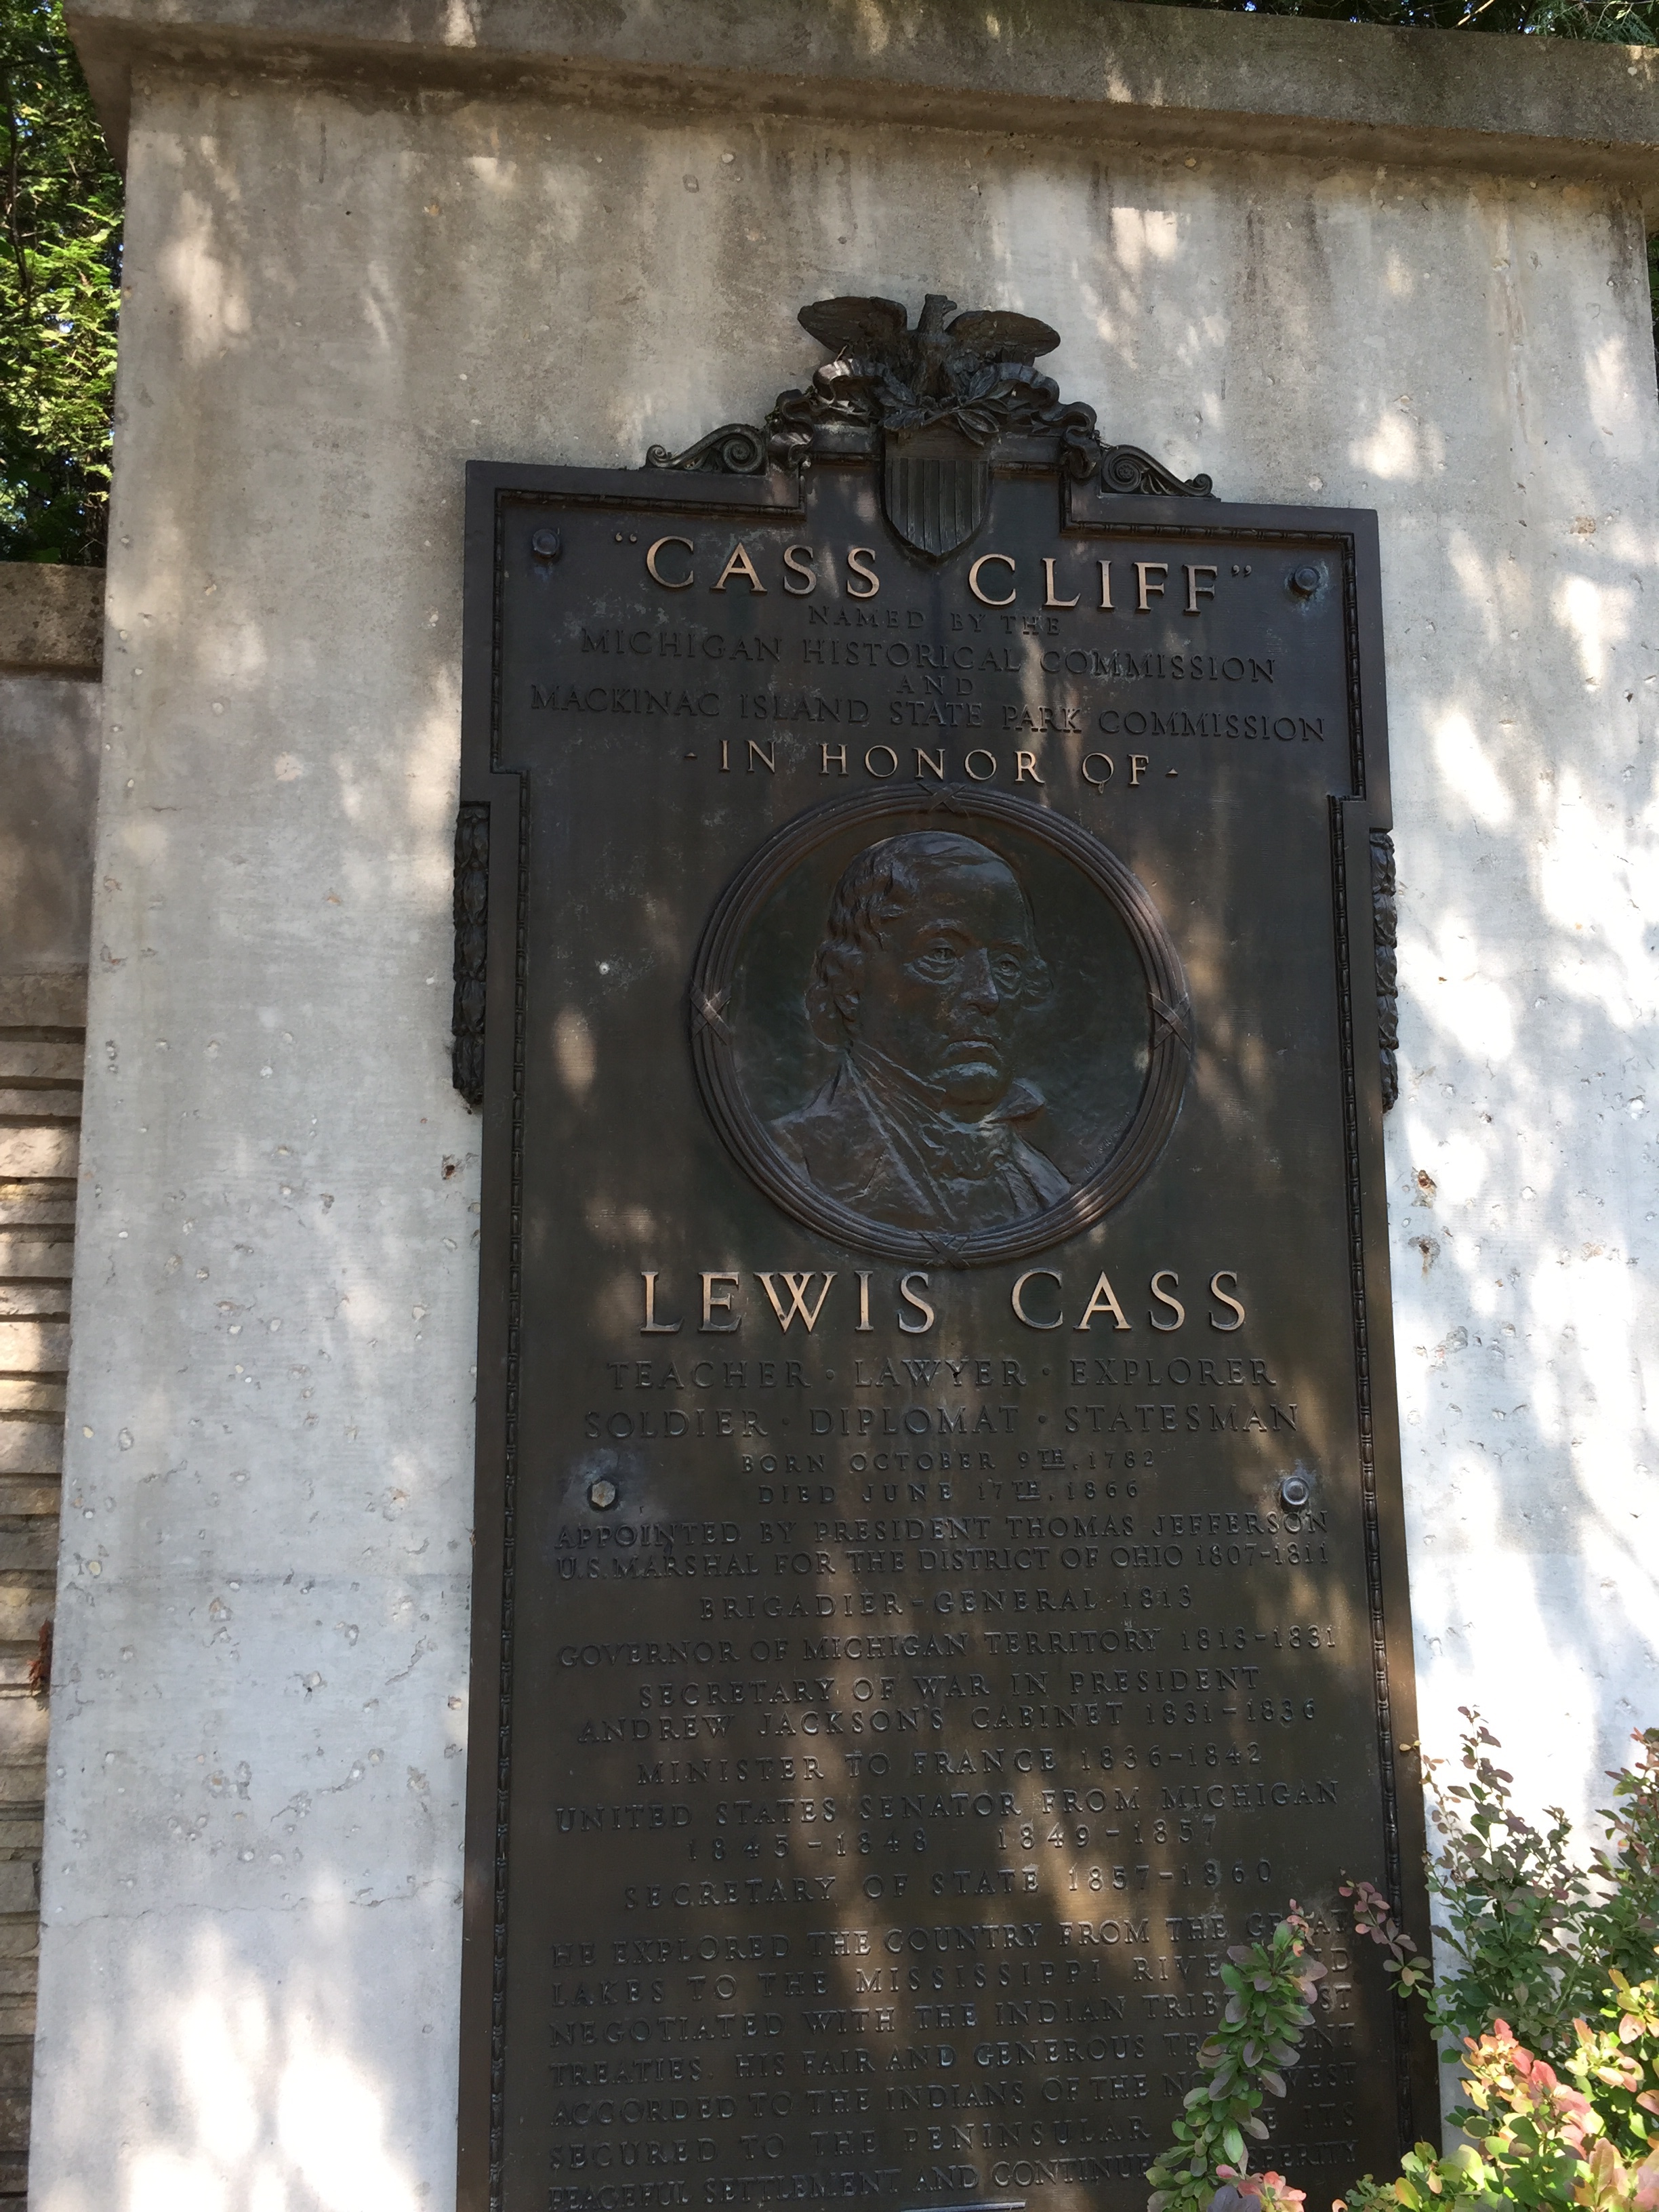 "CASS CLIFF"
NAMED BY THE
MICHIGAN HISTORICAL COMMISSION
AND
MACKINAC ISLAND STATE PARK COMMISSION
- IN HONOR OF -
LEWIS CASS
TEACHER · LAWYER · EXPLORER
SOLDIER · DIPLOMAT · STATESMAN
BORN OCTOBER 9TH, 1782
DIED JUNE 17TH, 1866
APPOINTED BY PRESIDENT THOMAS JEFFERSON
U.S. MARSHAL FOR THE DISTRICT OF OHIO 1807-1811
BRIGADIER-GENERAL 1813
GOVERNOR OF MICHIGAN TERRITORY 1813-1831
SECRETARY OF WAR IN PRESIDENT
ANDREW JACKSON'S CABINET 1831-1836
MINISTER TO FRANCE 1836-1842
UNITED STATES SENATOR FROM MICHIGAN
1845-1848 1849-1857
SECRETARY OF STATE 1857-1860
HE EXPLORED THE COUNTRY FROM THE GREAT
LAKES TO THE MISSISSIPPI
NEGOTIATED WITH THE INDIAN
TREATIES. HIS FAIR AND GENEROUS
ACCORDED TO THE INDIANS OF THE
SECURED TO THE PENINSULAR ITS
PEACEFUL SETTLEMENT AND